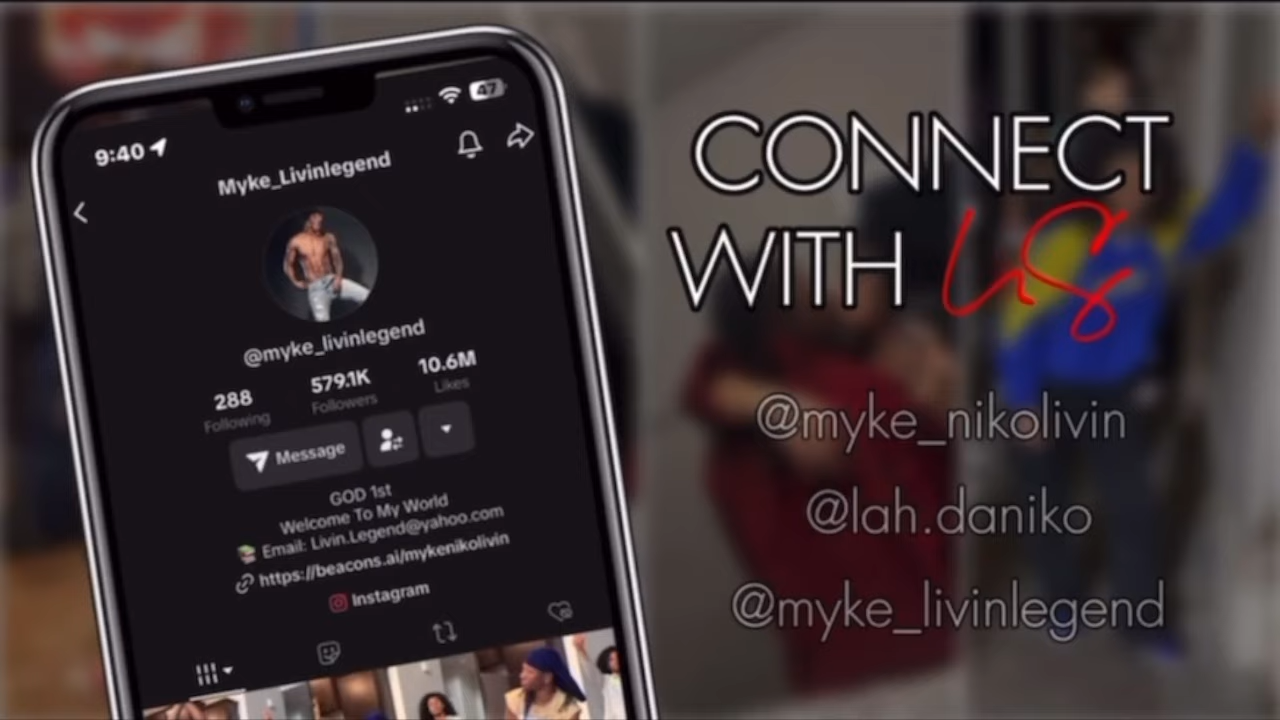 9:40
47
Myke_Livinlegend
@myke_livinlegend
288 579.1K 10.6M
Following Followers Likes
Message
GOD 1st
Welcome To My World
Email: Livin.Legend@yahoo.com
https://beacons.ai/mykenikolivin
Instagram
CONNECT
WITH us
@myke_nikolivin
@lah.daniko
@myke_livinlegend